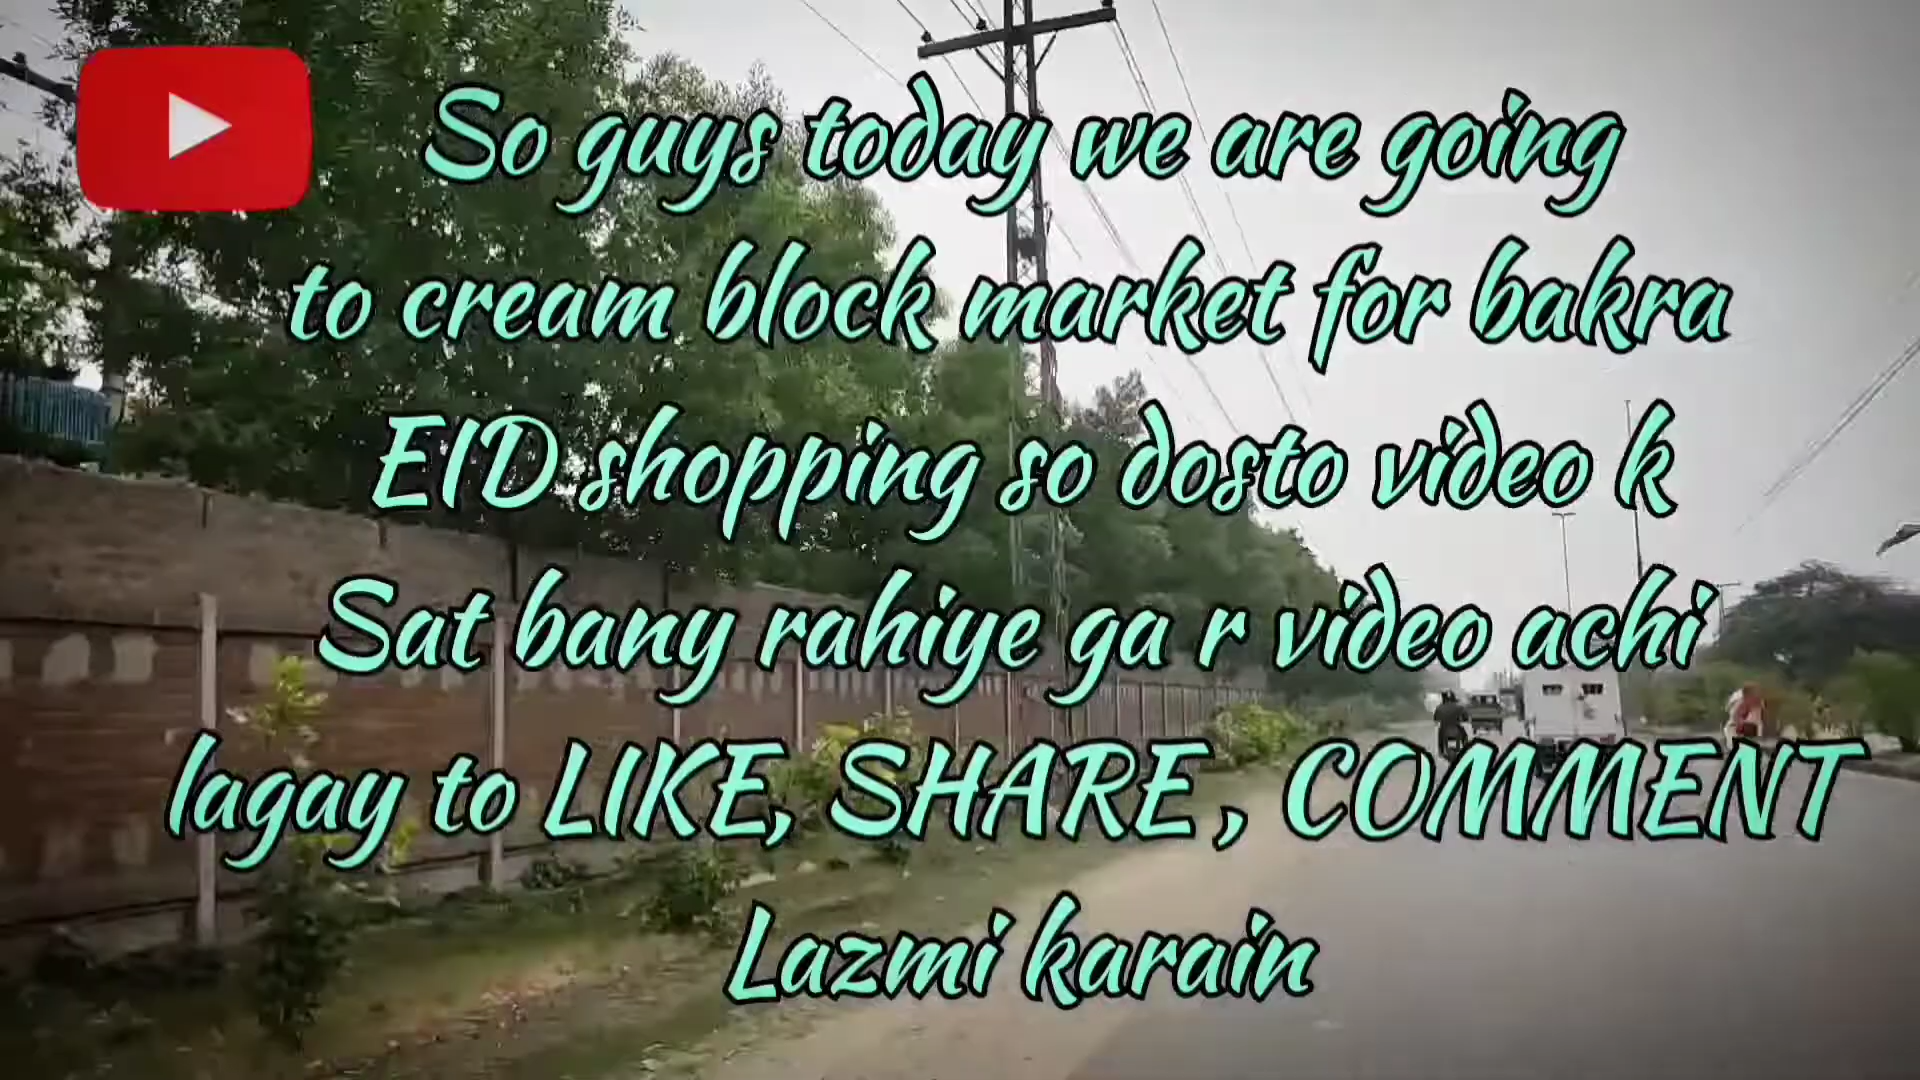 So guys today we are going
to cream block market for bakra
EID shopping so dosto video k
Sat bany rahiye ga r video achi
lagay to LIKE, SHARE , COMMENT
Lazmi karain